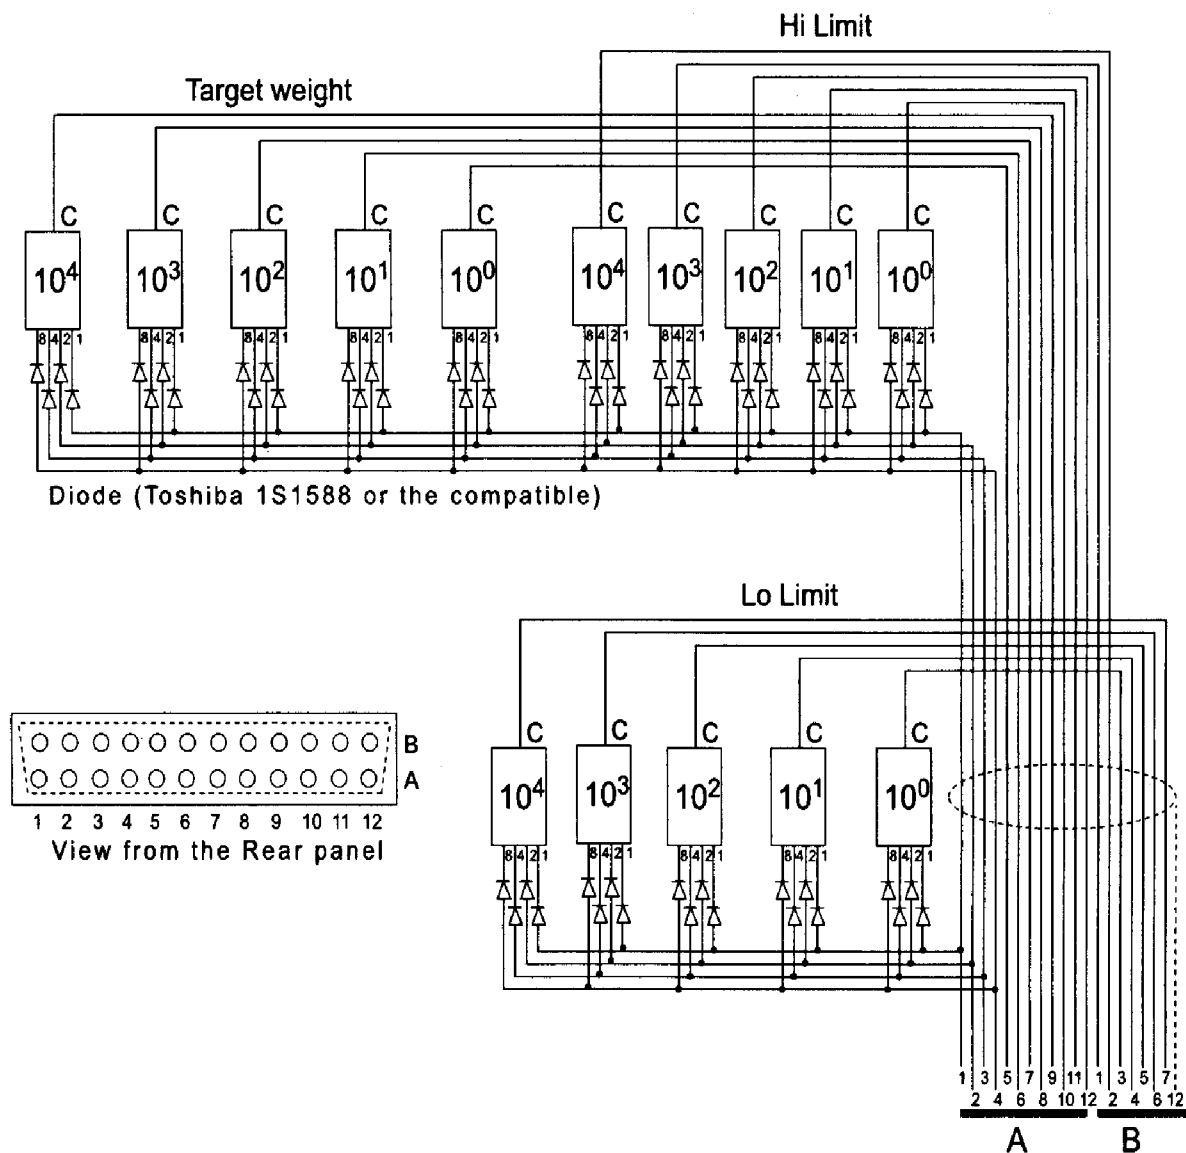 Hi Limit
Target weight
C C C C C C C C C C
10⁴ 10³ 10² 10¹ 10⁰ 10⁴ 10³ 10² 10¹ 10⁰
8 4 2 1 8 4 2 1 8 4 2 1 8 4 2 1 8 4 2 1 8 4 2 1 8 4 2 1 8 4 2 1 8 4 2 1 8 4 2 1
Diode (Toshiba 1S1588 or the compatible)
Lo Limit
C C C C C
10⁴ 10³ 10² 10¹ 10⁰
8 4 2 1 8 4 2 1 8 4 2 1 8 4 2 1 8 4 2 1
B
A
1 2 3 4 5 6 7 8 9 10 11 12
View from the Rear panel
1 3 5 7 9 11 1 3 5 7
2 4 6 8 10 12 2 4 6 12
A B